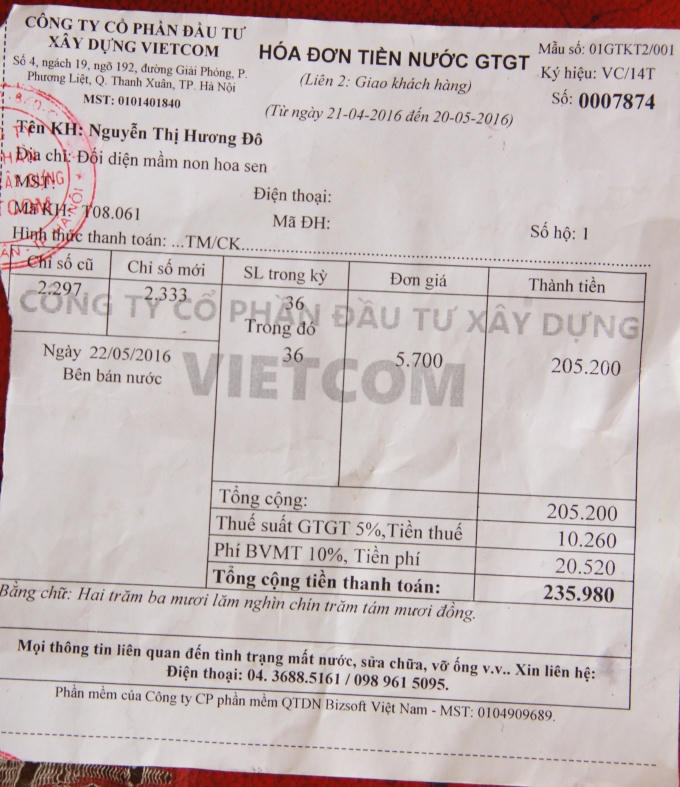 CÔNG TY CỔ PHẦN ĐẦU TƯ
XÂY DỰNG VIETCOM
Số 4, ngách 19, ngõ 192, đường Giải Phóng, P.
Phương Liệt, Q. Thanh Xuân, TP. Hà Nội
MST: 0101401840
HÓA ĐƠN TIỀN NƯỚC GTGT
(Liên 2: Giao khách hàng)
(Từ ngày 21-04-2016 đến 20-05-2016)
Mẫu số: 01GTKT2/001
Ký hiệu: VC/14T
Số: 0007874
Tên KH: Nguyễn Thị Hương Đô
Địa chỉ: Đối diện mầm non hoa sen
MST:
Điện thoại:
Mã KH: T08.061
Mã ĐH:
Số hộ: 1
Hình thức thanh toán: ...TM/CK
Chỉ số cũ Chỉ số mới SL trong kỳ Đơn giá Thành tiền
2.297 2.333 36
CÔNG TY CỔ PHẦN ĐẦU TƯ XÂY DỰNG
VIETCOM
Trong đó
36 5.700 205.200
Ngày 22/05/2016
Bên bán nước
Tổng cộng: 205.200
Thuế suất GTGT 5%,Tiền thuế 10.260
Phí BVMT 10%, Tiền phí 20.520
Tổng cộng tiền thanh toán: 235.980
Bằng chữ: Hai trăm ba mươi lăm nghìn chín trăm tám mươi đồng.
Mọi thông tin liên quan đến tình trạng mất nước, sửa chữa, vỡ ống v.v.. Xin liên hệ:
Điện thoại: 04. 3688.5161 / 098 961 5095.
Phần mềm của Công ty CP phần mềm QTDN Bizsoft Việt Nam - MST: 0104909689.